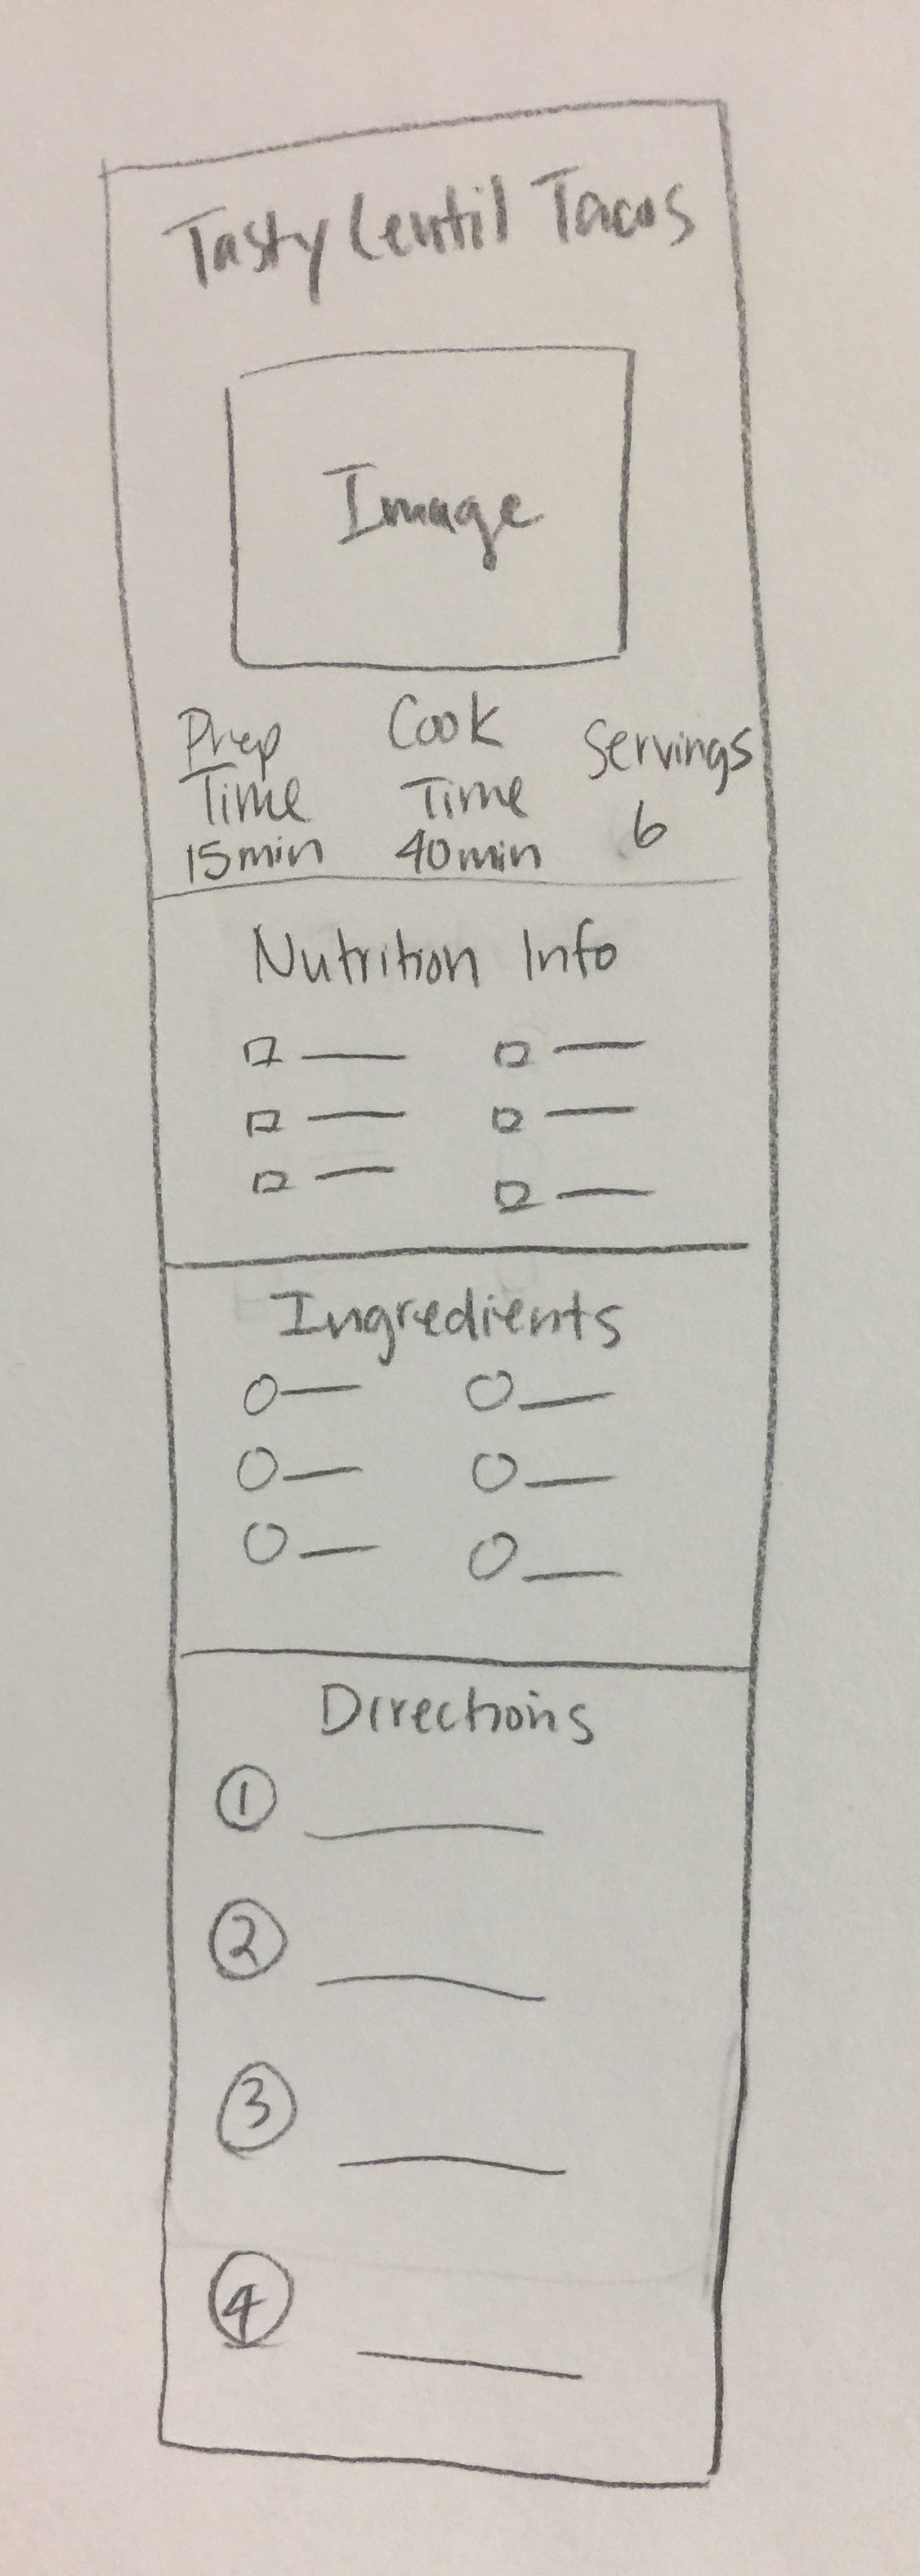 Tasty Lentil Tacos
Image
Prep Time 15min
Cook Time 40min
Servings 6
Nutrition Info
Ingredients
Directions
1
2
3
4